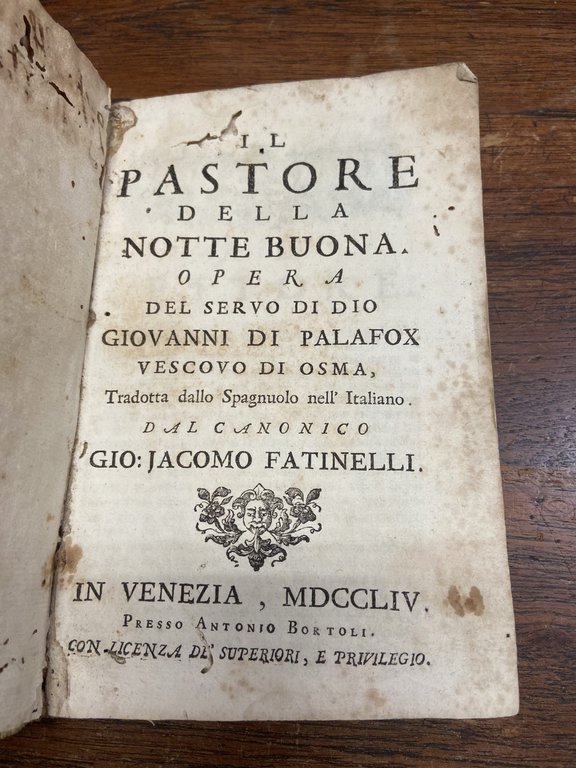 IL
PASTORE
DELLA
NOTTE BUONA.
OPERA
DEL SERVO DI DIO
GIOVANNI DI PALAFOX
VESCOVO DI OSMA,
Tradotta dallo Spagnuolo nell' Italiano.
DAL CANONICO
GIO: JACOMO FATINELLI.
IN VENEZIA, MDCCLIV.
PRESSO ANTONIO BORTOLI.
CON LICENZA DE' SUPERIORI, E PRIVILEGIO.